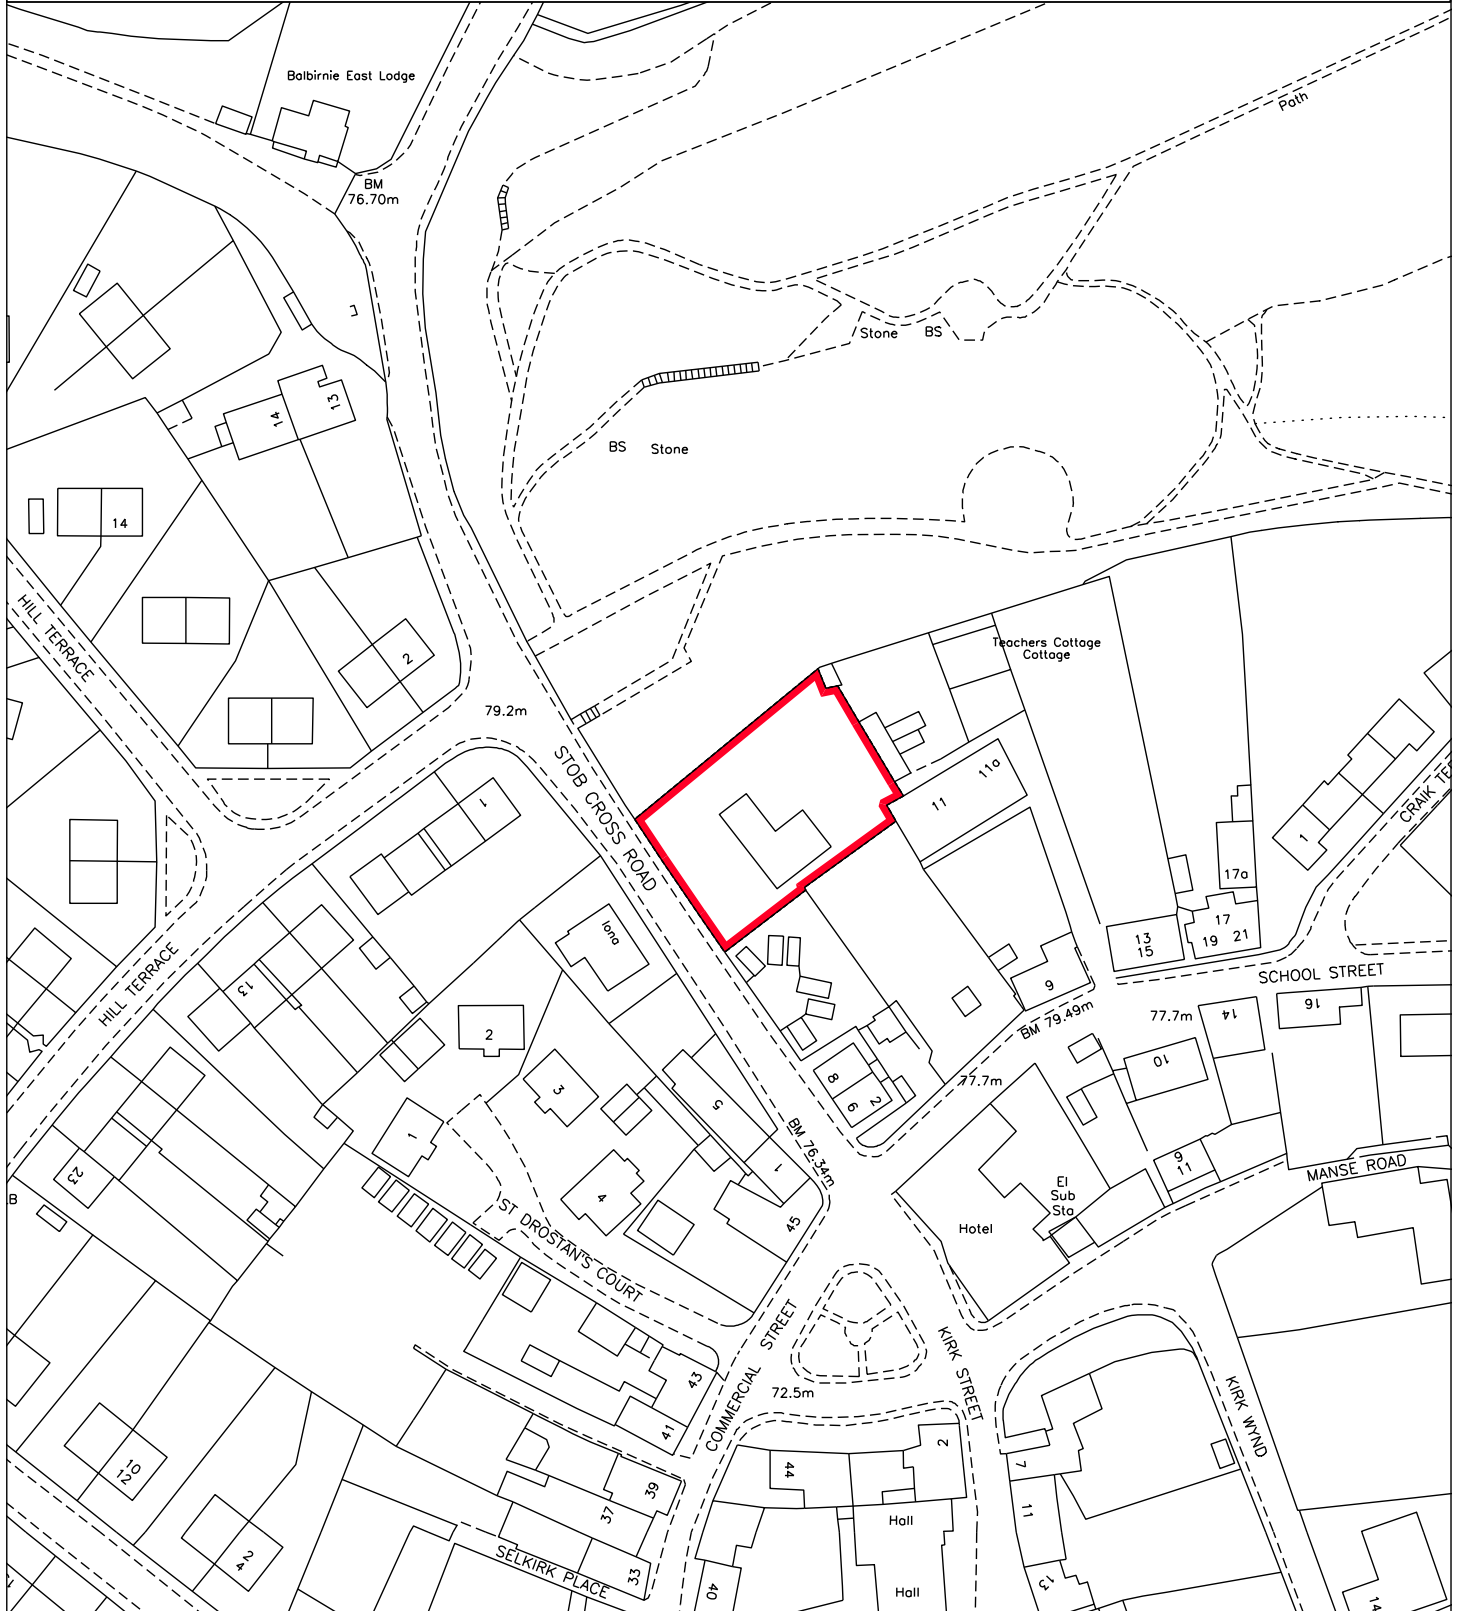 Balbirnie East Lodge
Path
BM
76.70m
Stone BS
13
14
BS Stone
14
HILL TERRACE
2
Teachers Cottage
Cottage
79.2m
STOB CROSS ROAD
11a
11
1
CRAIK TE
1
17a
Iona
17
19 21
13
15
HILL TERRACE
13
SCHOOL STREET
9
BM 79.49m
77.7m
14
16
2
3
10
77.7m
8
6
2
5
1
BM 76.34m
1
9
11
MANSE ROAD
23
B
4
El
Sub
Sta
Hotel
45
ST DROSTAN'S COURT
COMMERCIAL STREET
KIRK STREET
43
72.5m
KIRK WYND
41
2
44
7
10
12
39
37
11
Hall
2
4
SELKIRK PLACE
33
40
Hall
13
14